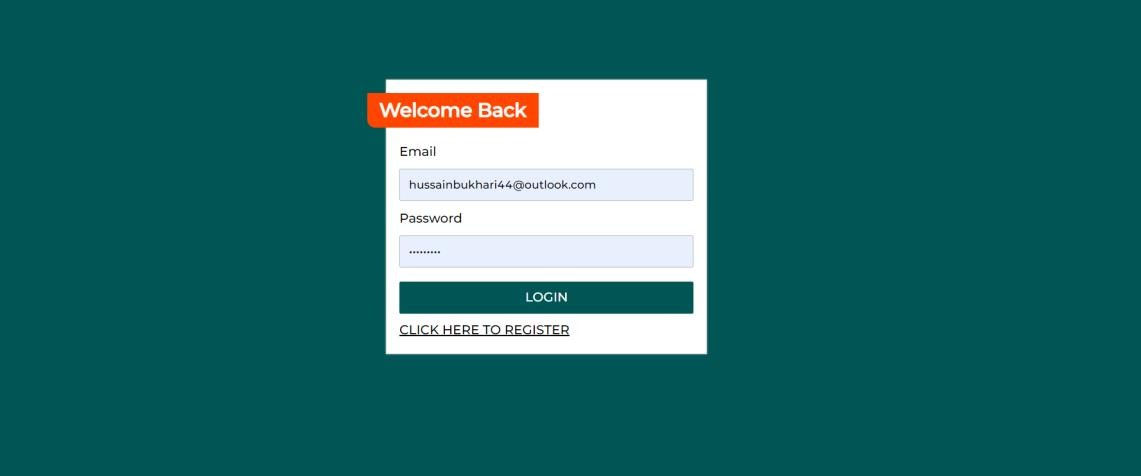 Welcome Back
Email
hussainbukhari44@outlook.com
Password
•••••••••
LOGIN
CLICK HERE TO REGISTER